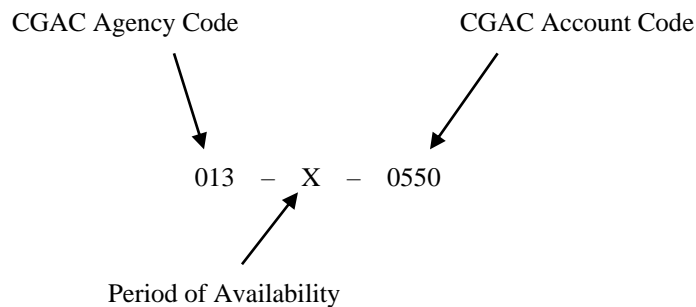 CGAC Agency Code
CGAC Account Code
013 – X – 0550
Period of Availability